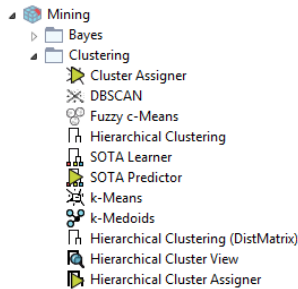 Mining
Bayes
Clustering
Cluster Assigner
DBSCAN
Fuzzy c-Means
Hierarchical Clustering
SOTA Learner
SOTA Predictor
k-Means
k-Medoids
Hierarchical Clustering (DistMatrix)
Hierarchical Cluster View
Hierarchical Cluster Assigner